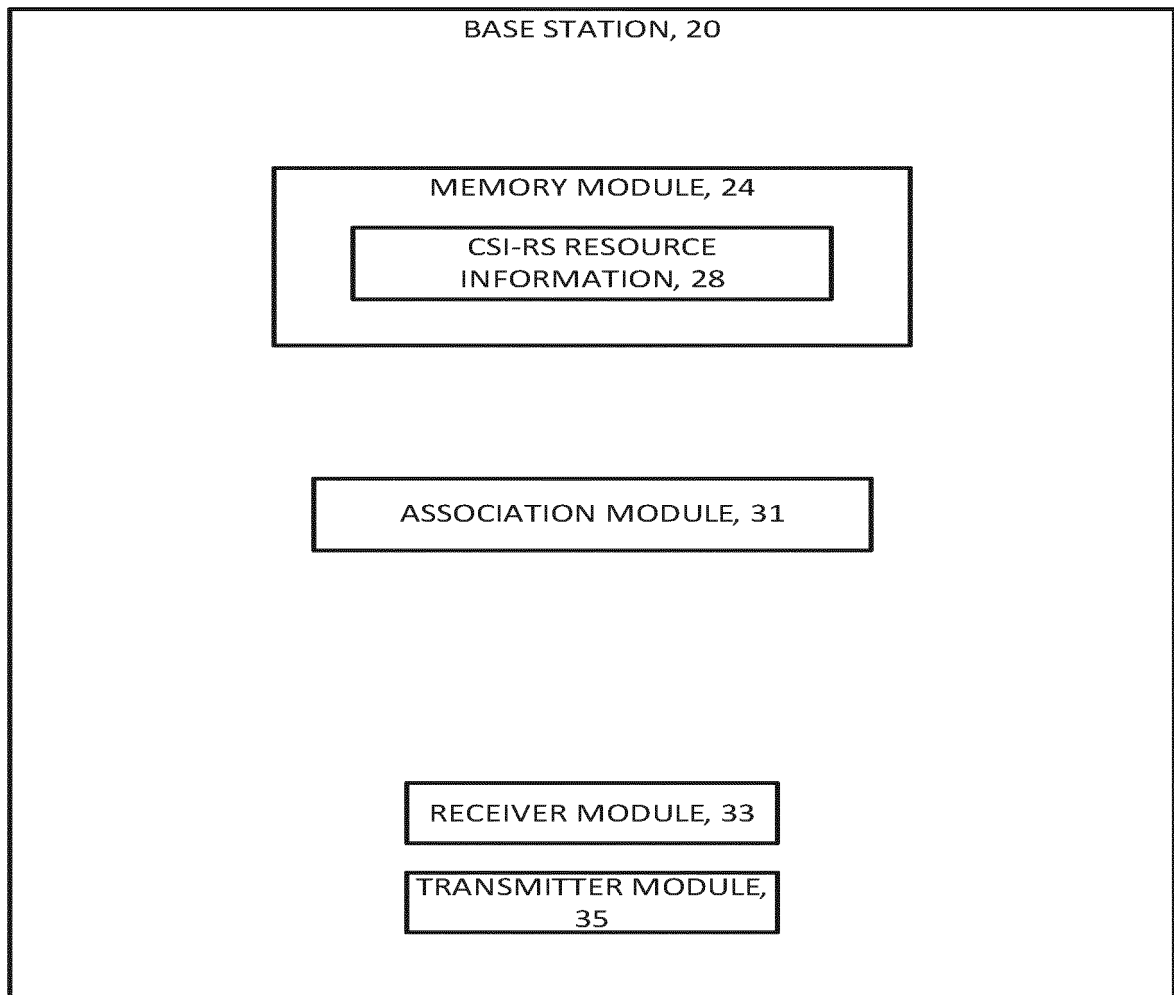 BASE STATION, 20
MEMORY MODULE, 24
CSI-RS RESOURCE
INFORMATION, 28
ASSOCIATION MODULE, 31
RECEIVER MODULE, 33
TRANSMITTER MODULE,
35